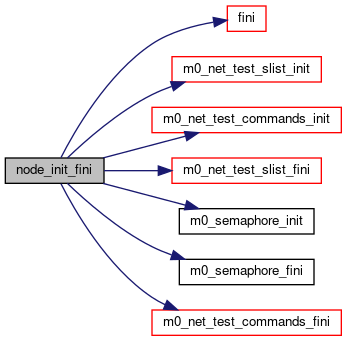 node_init_fini
fini
m0_net_test_slist_init
m0_net_test_commands_init
m0_net_test_slist_fini
m0_semaphore_init
m0_semaphore_fini
m0_net_test_commands_fini